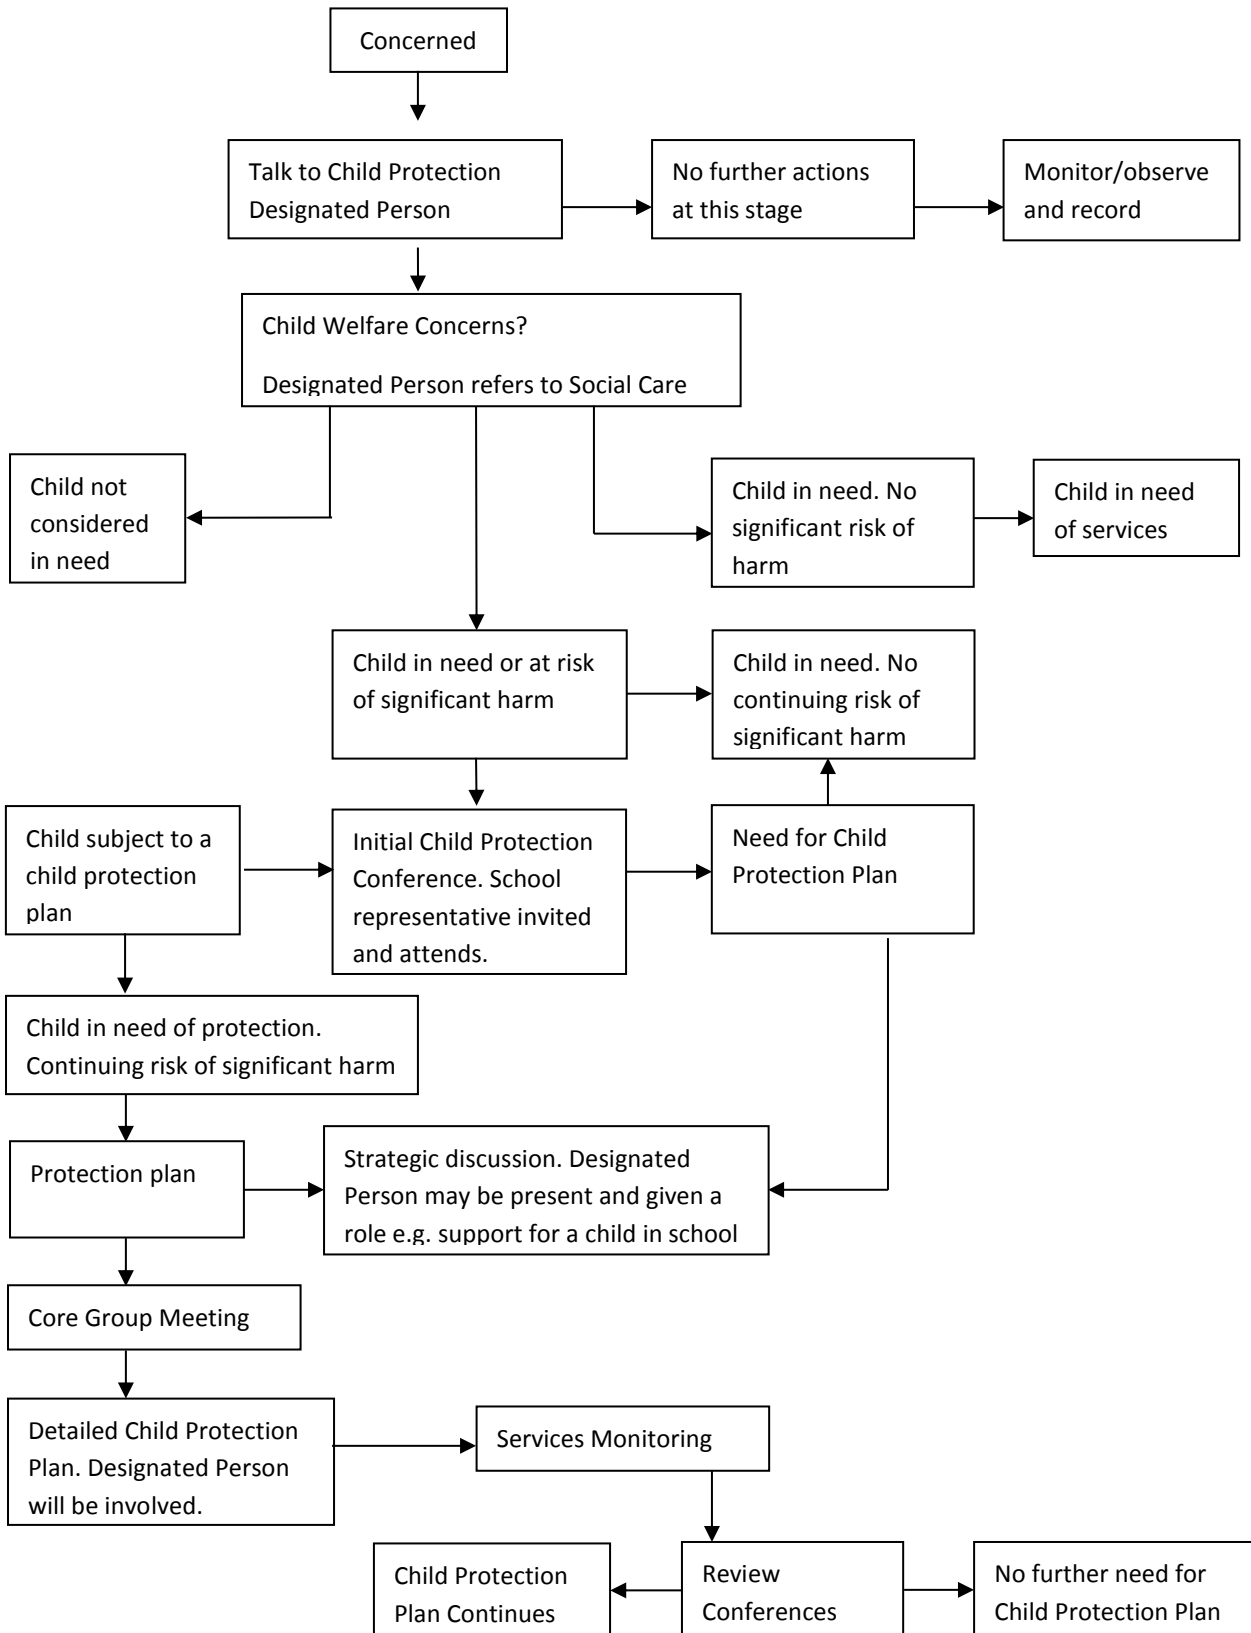 Concerned
Talk to Child Protection
Designated Person
No further actions
at this stage
Monitor/observe
and record
Child Welfare Concerns?
Designated Person refers to Social Care
Child not
considered
in need
Child in need. No
significant risk of
harm
Child in need
of services
Child in need or at risk
of significant harm
Child in need. No
continuing risk of
significant harm
Child subject to a
child protection
plan
Initial Child Protection
Conference. School
representative invited
and attends.
Need for Child
Protection Plan
Child in need of protection.
Continuing risk of significant harm
Protection plan
Strategic discussion. Designated
Person may be present and given a
role e.g. support for a child in school
Core Group Meeting
Detailed Child Protection
Plan. Designated Person
will be involved.
Services Monitoring
Child Protection
Plan Continues
Review
Conferences
No further need for
Child Protection Plan